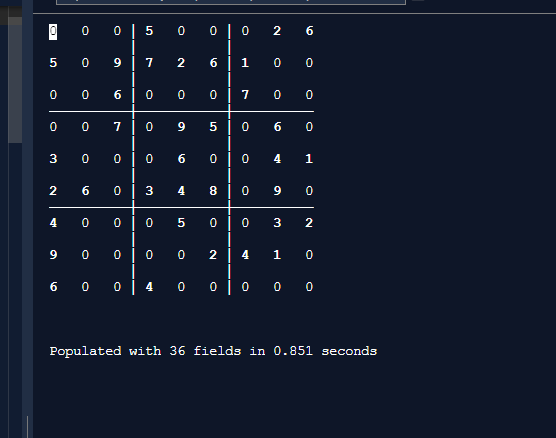 0 0 0 | 5 0 0 | 0 2 6
5 0 9 | 7 2 6 | 1 0 0
0 0 6 | 0 0 0 | 7 0 0
0 0 7 | 0 9 5 | 0 6 0
3 0 0 | 0 6 0 | 0 4 1
2 6 0 | 3 4 8 | 0 9 0
4 0 0 | 0 5 0 | 0 3 2
9 0 0 | 0 0 2 | 4 1 0
6 0 0 | 4 0 0 | 0 0 0
Populated with 36 fields in 0.851 seconds